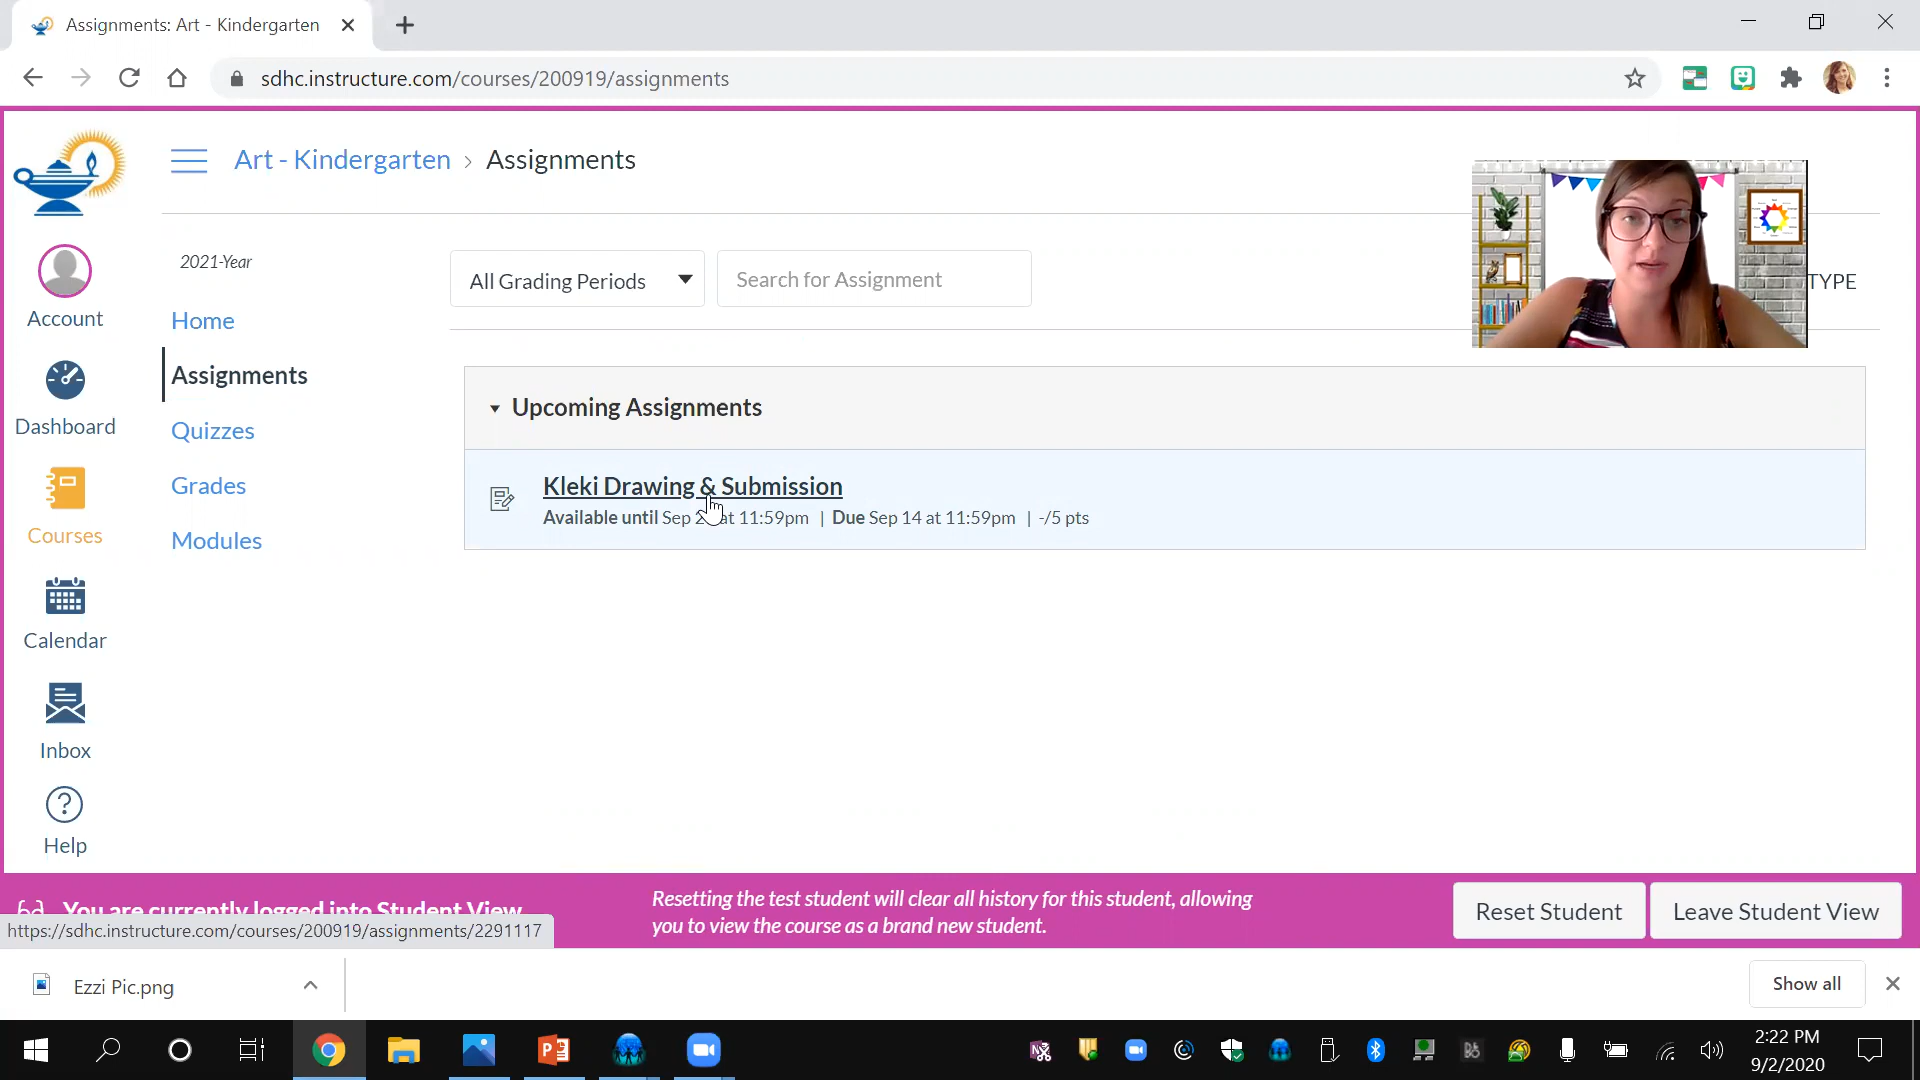 Assignments: Art - Kindergarten
sdhc.instructure.com/courses/200919/assignments
Art - Kindergarten › Assignments
2021-Year
All Grading Periods
Search for Assignment
TYPE
Account
Dashboard
Courses
Calendar
Inbox
Help
Home
Assignments
Quizzes
Grades
Modules
Upcoming Assignments
Kleki Drawing & Submission
Available until Sep at 11:59pm | Due Sep 14 at 11:59pm | -/5 pts
You are currently logged into Student View
Resetting the test student will clear all history for this student, allowing
you to view the course as a brand new student.
Reset Student
Leave Student View
https://sdhc.instructure.com/courses/200919/assignments/2291117
Ezzi Pic.png
Show all
2:22 PM
9/2/2020